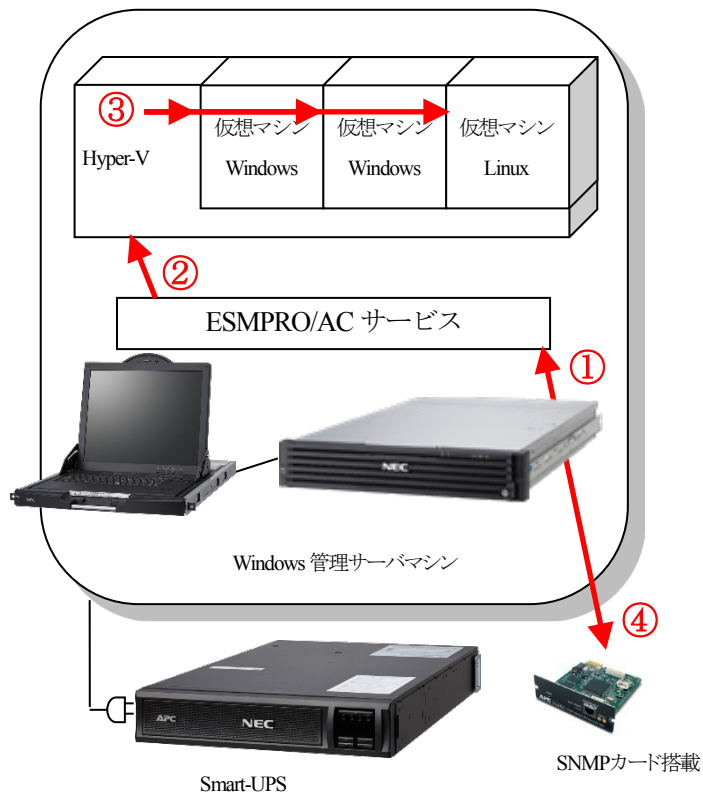 ③
仮想マシン
仮想マシン
仮想マシン
Hyper-V
Windows
Windows
Linux
②
ESMPRO/AC サービス
①
NEC
Windows 管理サーバマシン
④
APC
NEC
APC
SNMPカード搭載
Smart-UPS